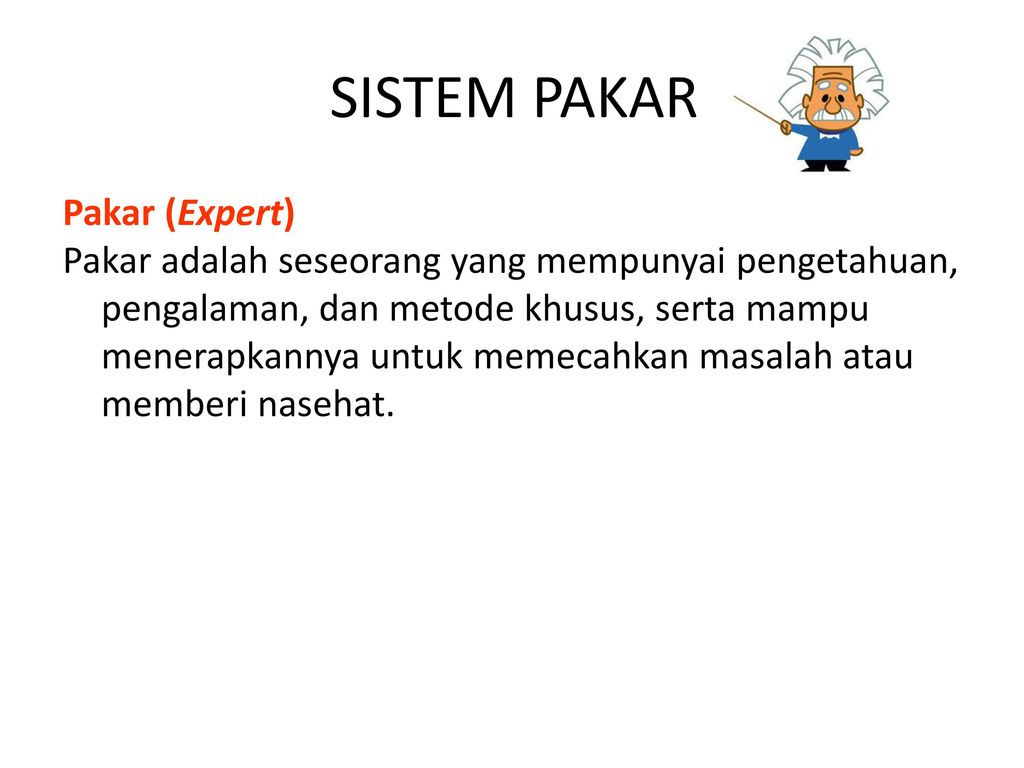 SISTEM PAKAR
Pakar (Expert)
Pakar adalah seseorang yang mempunyai pengetahuan,
pengalaman, dan metode khusus, serta mampu
menerapkannya untuk memecahkan masalah atau
memberi nasehat.